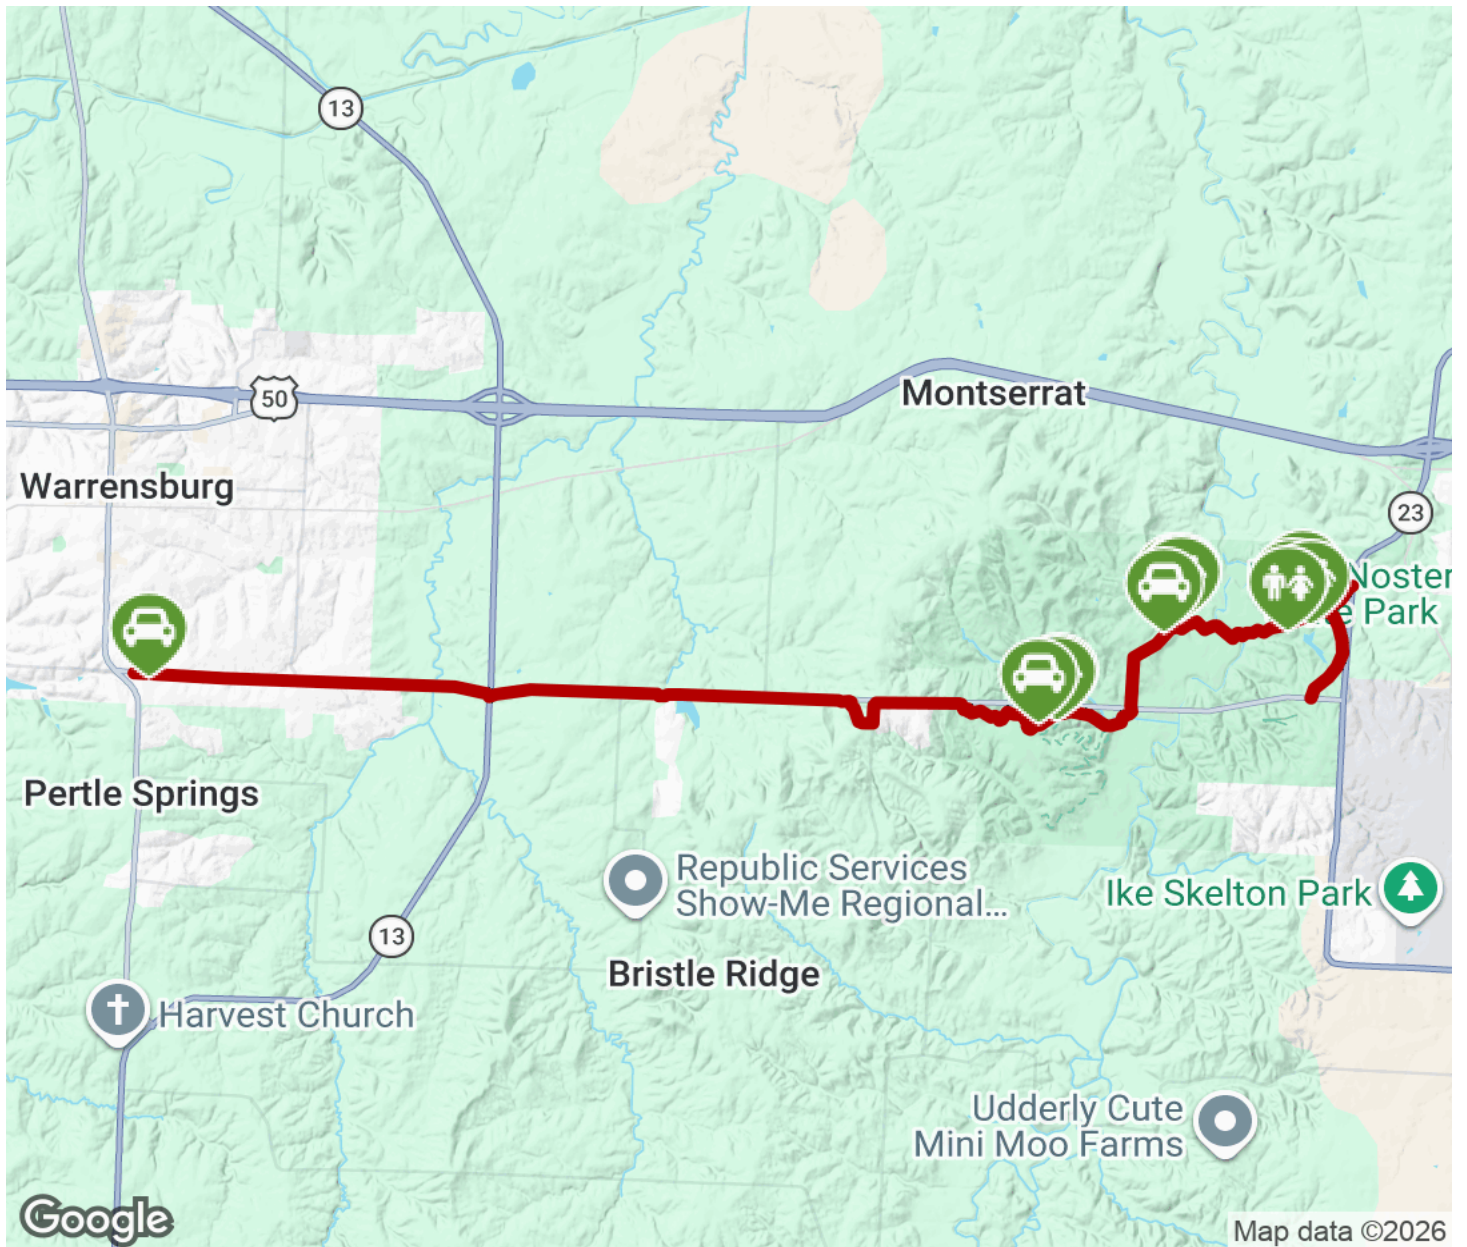 13
50
Montserrat
Warrensburg
23
Noster
e Park
Pertle Springs
Republic Services
Show-Me Regional...
Ike Skelton Park
13
Bristle Ridge
Harvest Church
Udderly Cute
Mini Moo Farms
Google
Map data ©2026